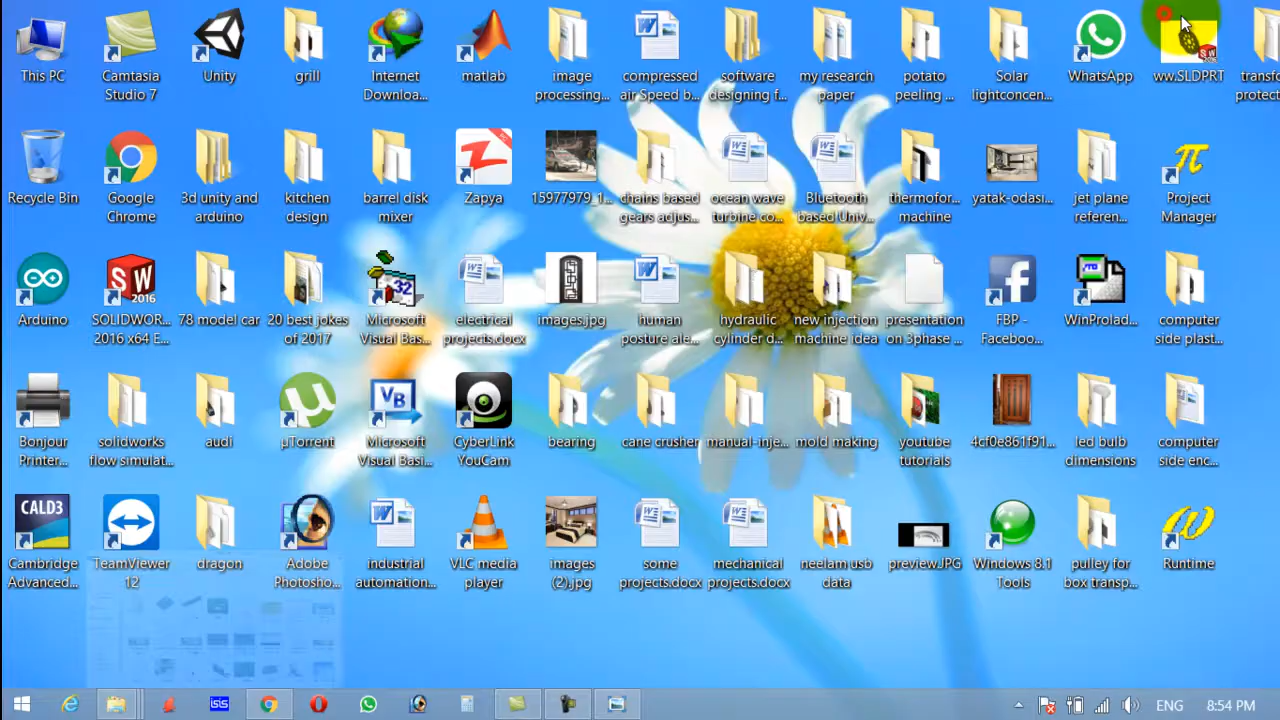 This PC
Camtasia
Studio 7
Unity
grill
Internet
Downloa...
matlab
image
processing...
compressed
air Speed b...
software
designing f...
my research
paper
potato
peeling ...
Solar
lightconcen...
WhatsApp
ww.SLDPRT
transfo
protect
Recycle Bin
Google
Chrome
3d unity and
arduino
kitchen
design
barrel disk
mixer
Zapya
15977979_1...
chains based
gears adjus...
ocean wave
turbine co...
Bluetooth
based Univ...
thermofor...
machine
yatak-odası...
jet plane
referen...
Project
Manager
Arduino
SW
2016
SOLIDWOR...
2016 x64 E...
78 model car
20 best jokes
of 2017
32
Microsoft
Visual Bas...
electrical
projects.docx
images.jpg
human
posture ale...
hydraulic
cylinder d...
new injection
machine idea
presentation
on 3phase ...
FBP -
Faceboo...
WinProlad...
computer
side plast...
Bonjour
Printer...
solidworks
flow simulat...
audi
µTorrent
VB
Microsoft
Visual Basi...
CyberLink
YouCam
bearing
cane crusher
manual-inje...
mold making
youtube
tutorials
4cf0e861f91...
led bulb
dimensions
computer
side enc...
CALD3
Cambridge
Advanced...
TeamViewer
12
dragon
Adobe
Photosho...
industrial
automation...
VLC media
player
images
(2).jpg
some
projects.docx
mechanical
projects.docx
neelam usb
data
preview.JPG
Windows 8.1
Tools
pulley for
box transp...
Runtime
isis
ENG
8:54 PM